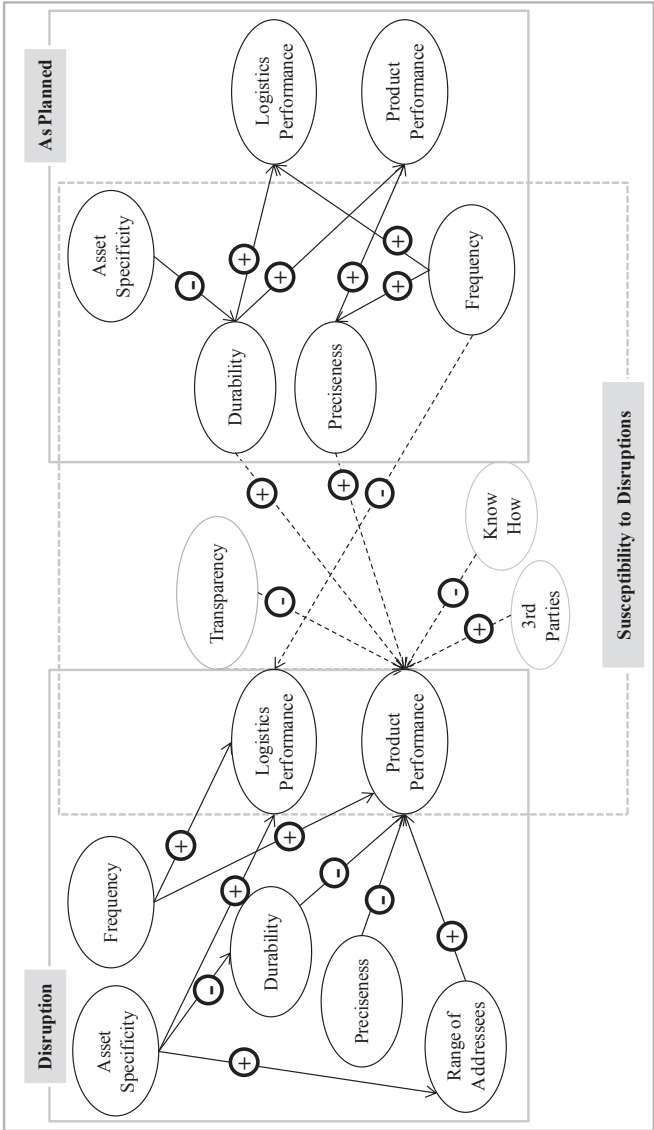 Disruption
As Planned
Susceptibility to Disruptions
Asset
Specificity
Frequency
+
+
+
+
-
+
Durability
-
Preciseness
-
Range of
Addressees
+
Logistics
Performance
Product
Performance
Transparency
-
+
+
-
-
+
Know
How
3rd
Parties
Asset
Specificity
-
Durability
+
+
Preciseness
+
+
+
Frequency
Logistics
Performance
Product
Performance